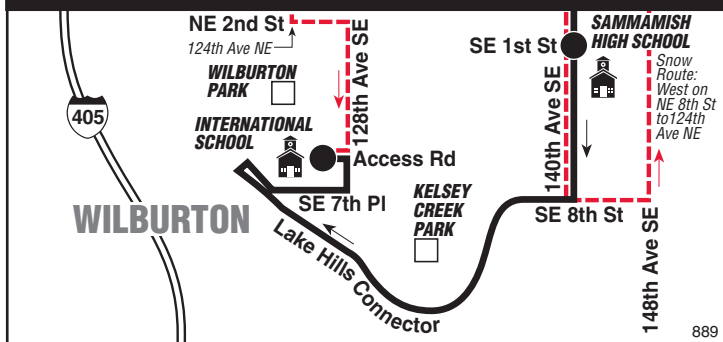 NE 2nd St
124th Ave NE
128th Ave SE
WILBURTON
PARK
405
INTERNATIONAL
SCHOOL
Access Rd
SE 7th Pl
WILBURTON
Lake Hills Connector
KELSEY
CREEK
PARK
SE 1st St
SAMMAMISH
HIGH SCHOOL
Snow
Route:
West on
NE 8th St
to124th
Ave NE
140th Ave SE
SE 8th St
148th Ave SE
889